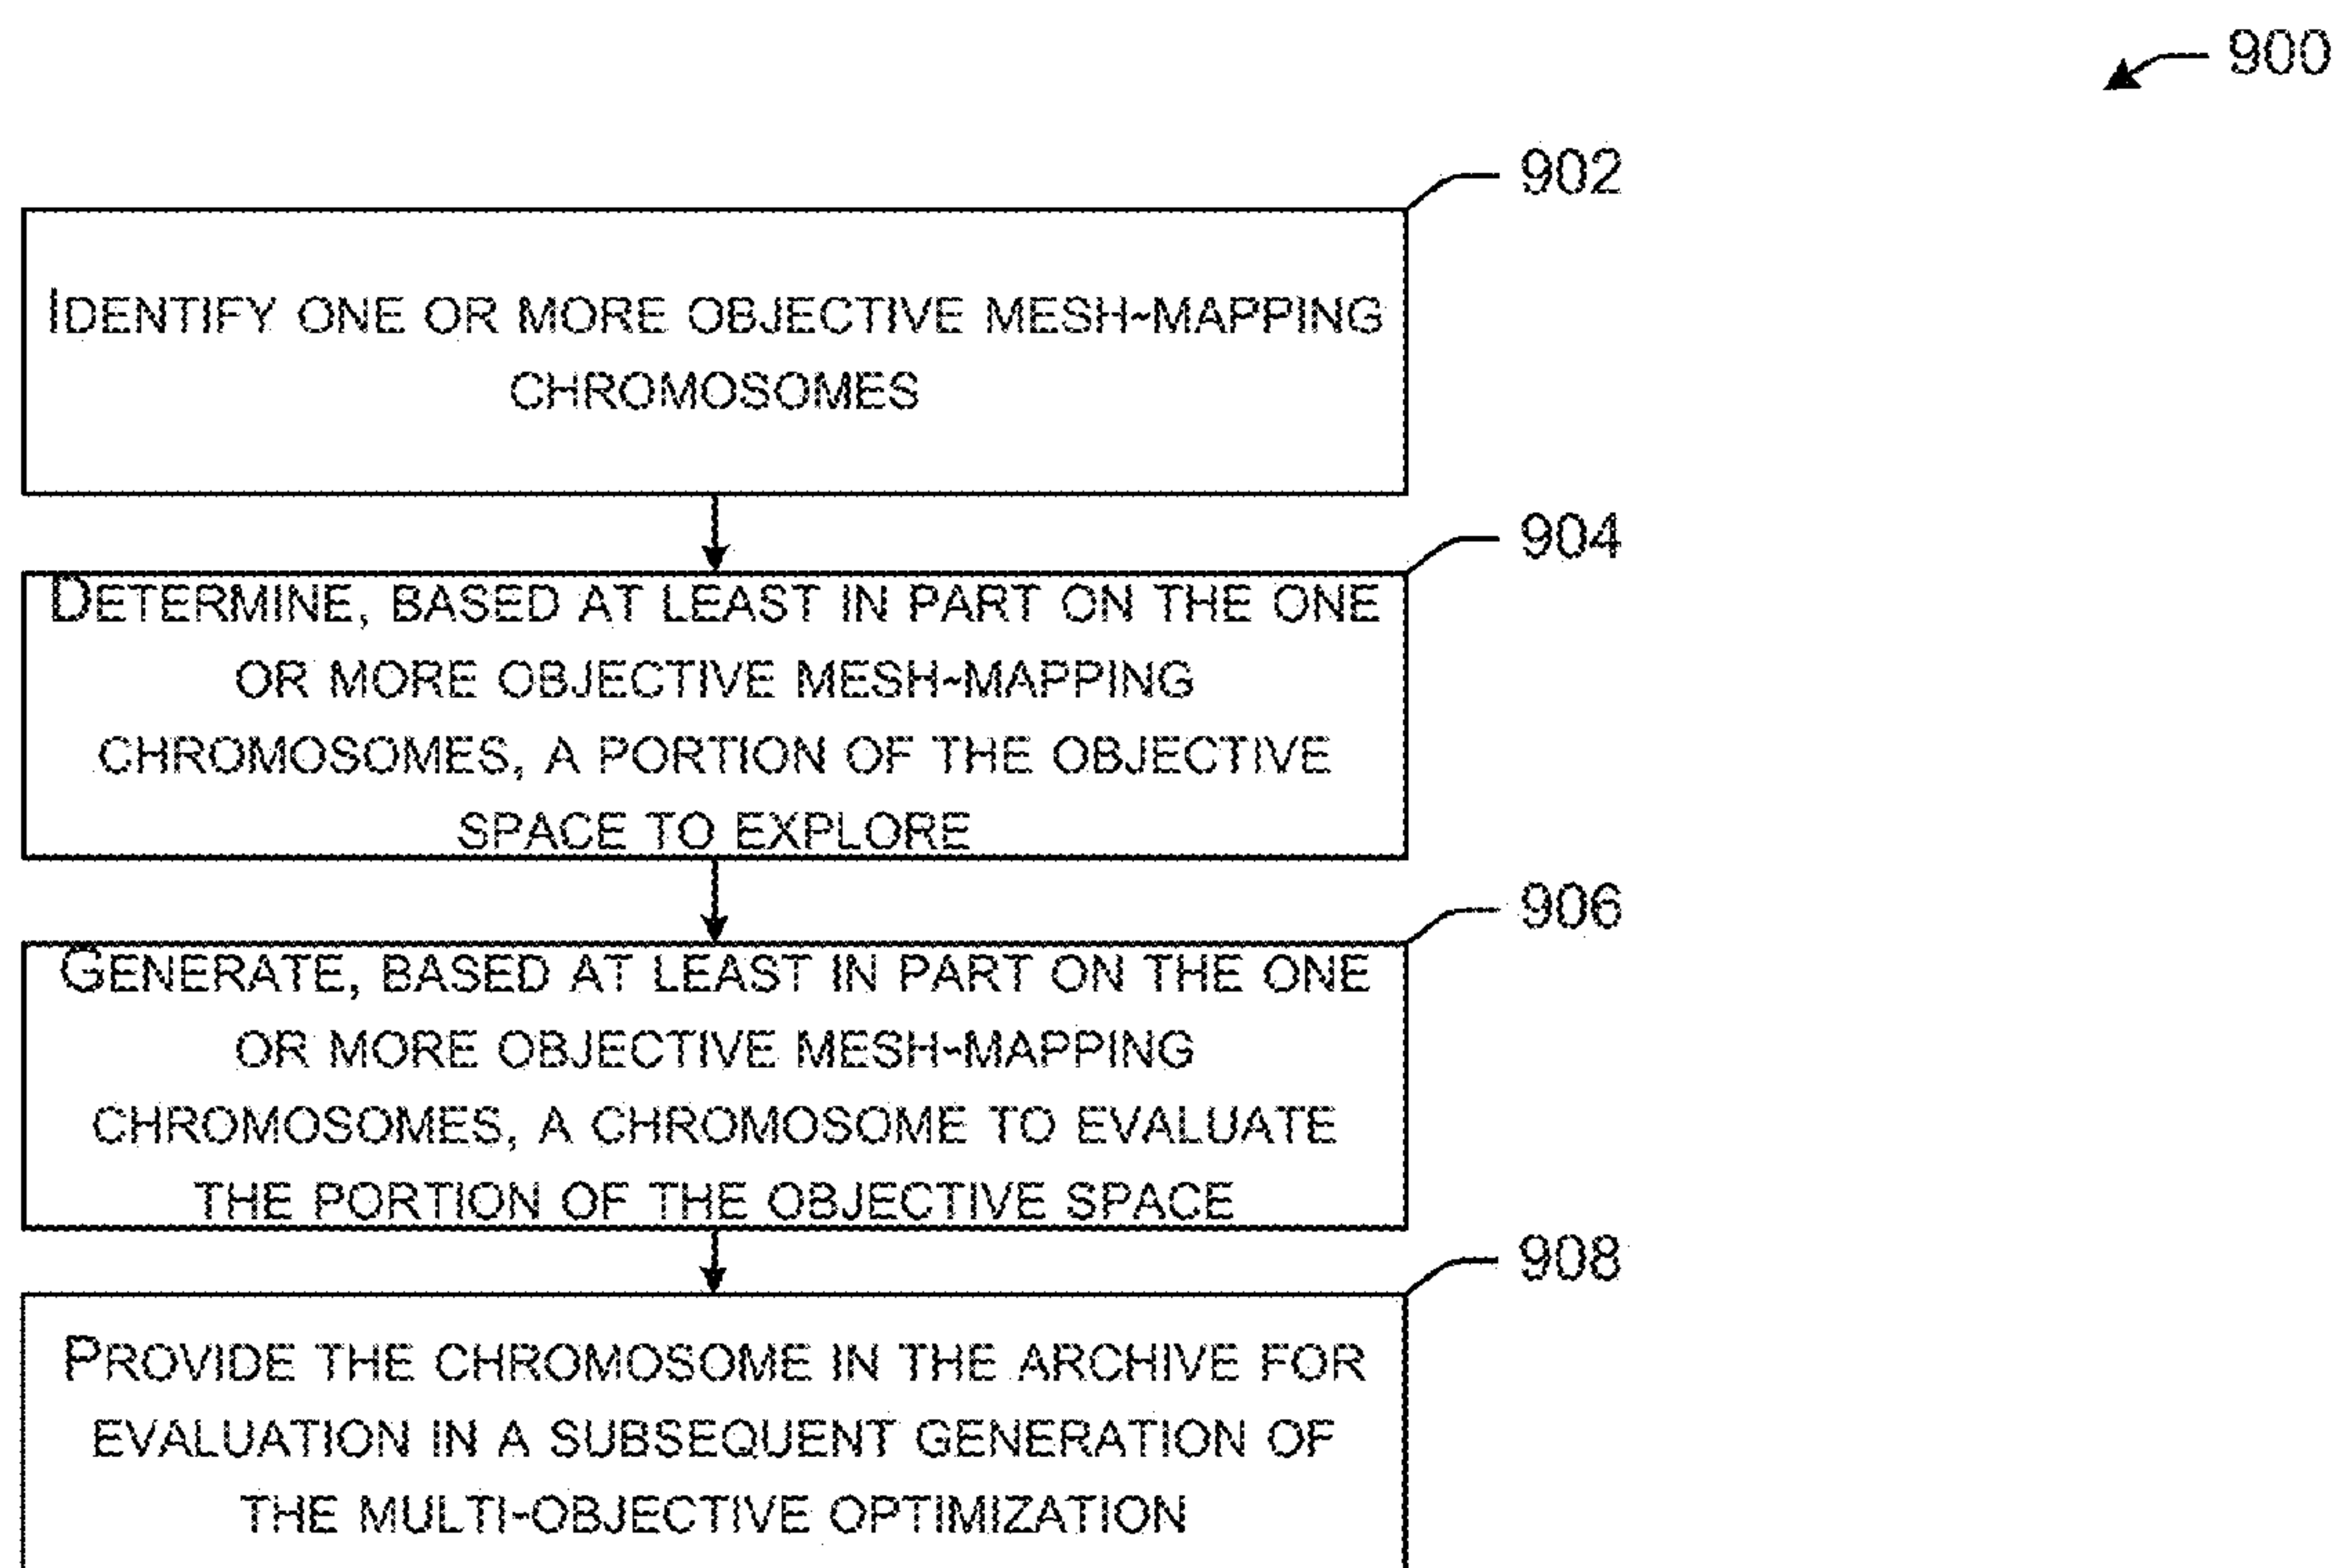 900
902
IDENTIFY ONE OR MORE OBJECTIVE MESH-MAPPING
CHROMOSOMES
904
DETERMINE, BASED AT LEAST IN PART ON THE ONE
OR MORE OBJECTIVE MESH-MAPPING
CHROMOSOMES, A PORTION OF THE OBJECTIVE
SPACE TO EXPLORE
906
GENERATE, BASED AT LEAST IN PART ON THE ONE
OR MORE OBJECTIVE MESH-MAPPING
CHROMOSOMES, A CHROMOSOME TO EVALUATE
THE PORTION OF THE OBJECTIVE SPACE
908
PROVIDE THE CHROMOSOME IN THE ARCHIVE FOR
EVALUATION IN A SUBSEQUENT GENERATION OF
THE MULTI-OBJECTIVE OPTIMIZATION